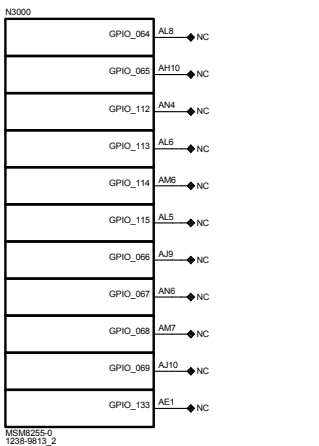 N3000
GPIO_064 AL8 NC
GPIO_065 AH10 NC
GPIO_112 AN4 NC
GPIO_113 AL6 NC
GPIO_114 AM6 NC
GPIO_115 AL5 NC
GPIO_066 AJ9 NC
GPIO_067 AN6 NC
GPIO_068 AM7 NC
GPIO_069 AJ10 NC
GPIO_133 AE1 NC
MSM8255-0
1238-9813_2